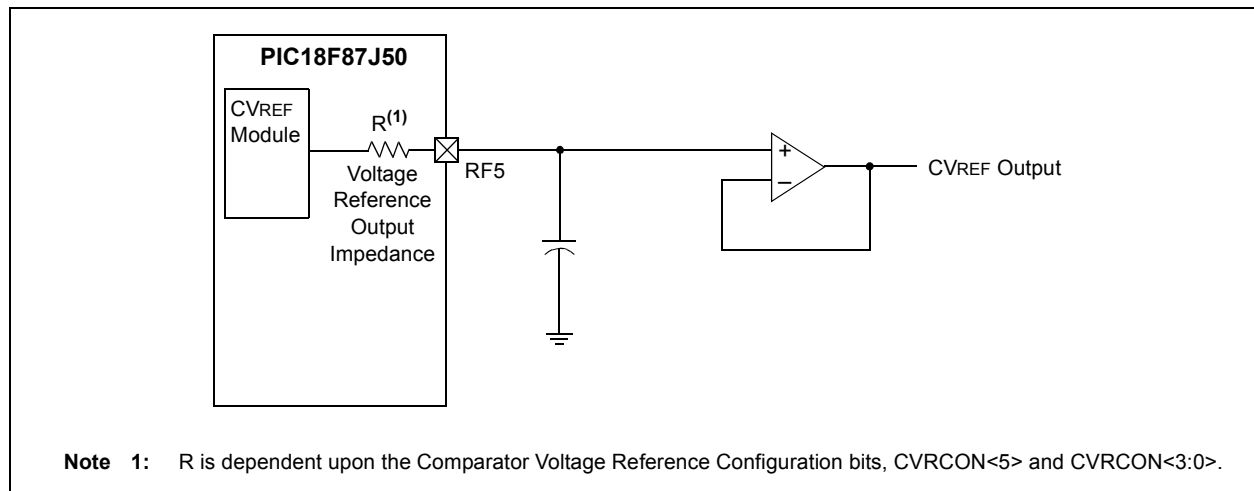 PIC18F87J50
CVREF
Module
R(1)
Voltage
Reference
Output
Impedance
RF5
+
–
CVREF Output
Note 1: R is dependent upon the Comparator Voltage Reference Configuration bits, CVRCON<5> and CVRCON<3:0>.